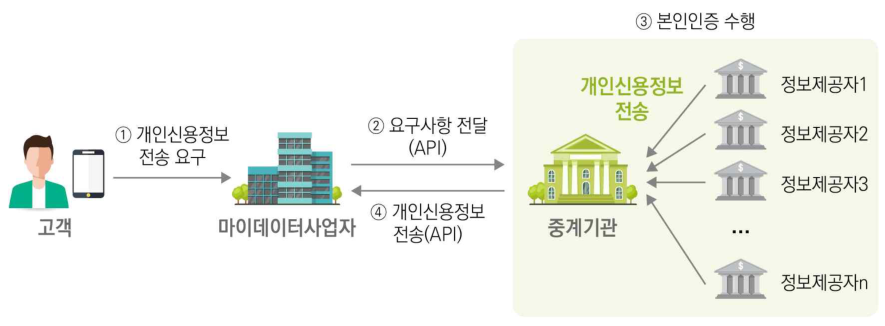 ③ 본인인증 수행
개인신용정보
전송
정보제공자1
① 개인신용정보
전송 요구
② 요구사항 전달
(API)
정보제공자2
정보제공자3
④ 개인신용정보
전송(API)
고객
마이데이터사업자
중계기관
...
정보제공자n